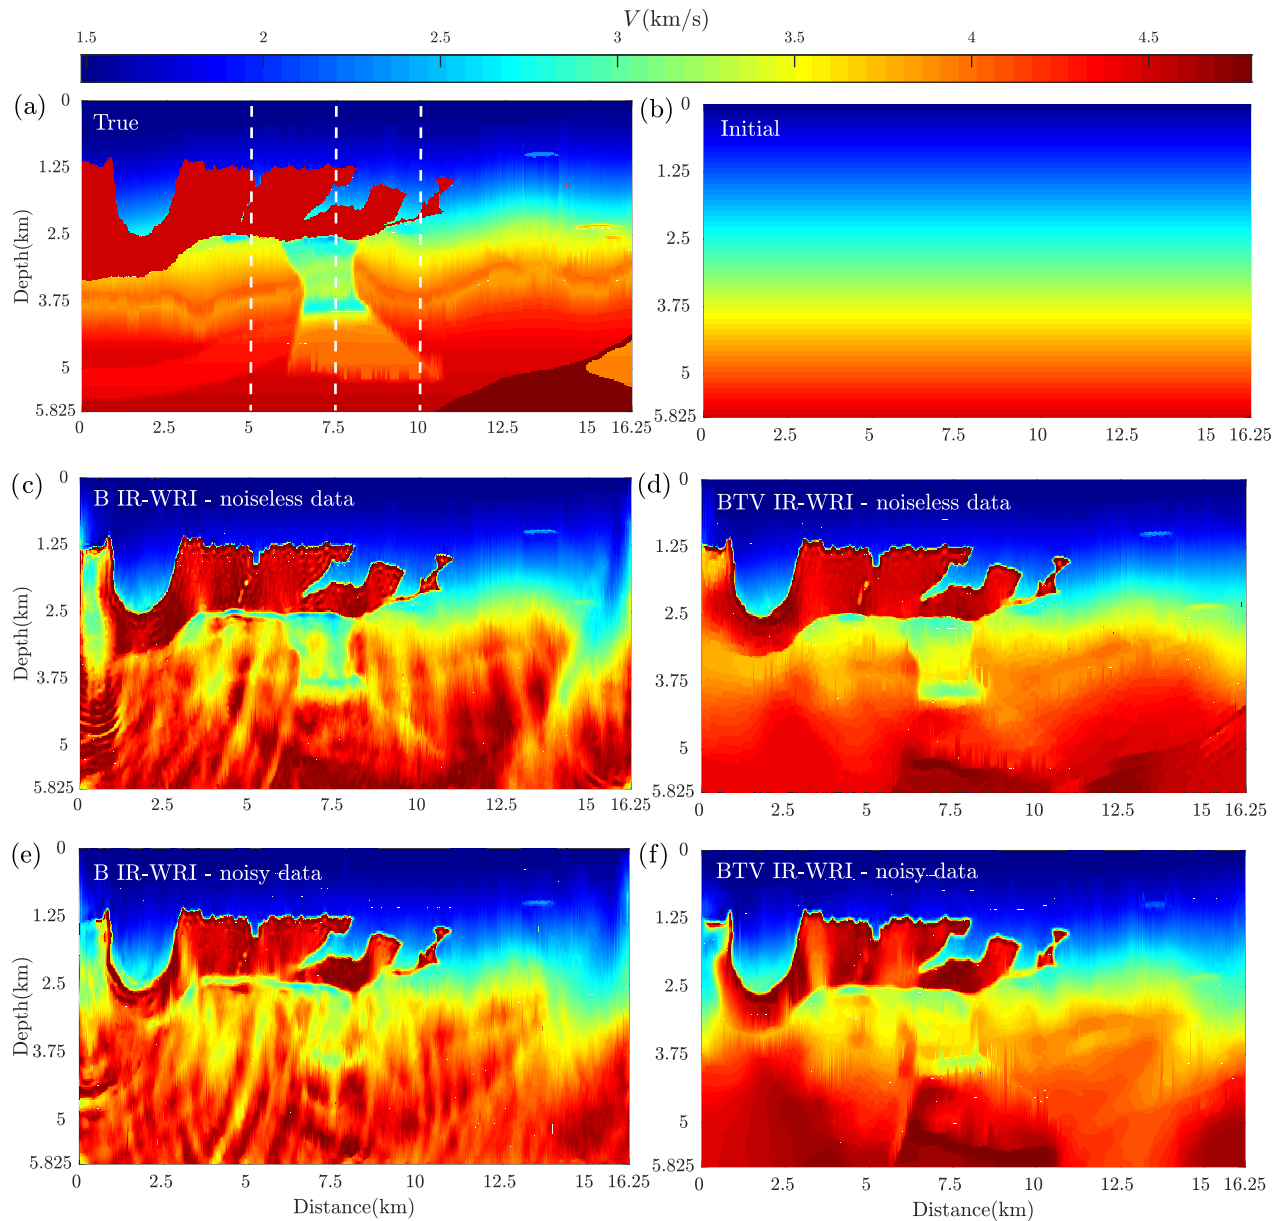 V(km/s)
1.5 2 2.5 3 3.5 4 4.5
(a) True
Depth(km)
0
1.25
2.5
3.75
5
5.825
0 2.5 5 7.5 10 12.5 15 16.25
(b) Initial
0
1.25
2.5
3.75
5
5.825
0 2.5 5 7.5 10 12.5 15 16.25
(c) B IR-WRI - noiseless data
Depth(km)
0
1.25
2.5
3.75
5
5.825
0 2.5 5 7.5 10 12.5 15 16.25
(d) BTV IR-WRI - noiseless data
0
1.25
2.5
3.75
5
5.825
0 2.5 5 7.5 10 12.5 15 16.25
(e) B IR-WRI - noisy data
Depth(km)
0
1.25
2.5
3.75
5
5.825
0 2.5 5 7.5 10 12.5 15 16.25
Distance(km)
(f) BTV IR-WRI - noisy data
0
1.25
2.5
3.75
5
5.825
0 2.5 5 7.5 10 12.5 15 16.25
Distance(km)